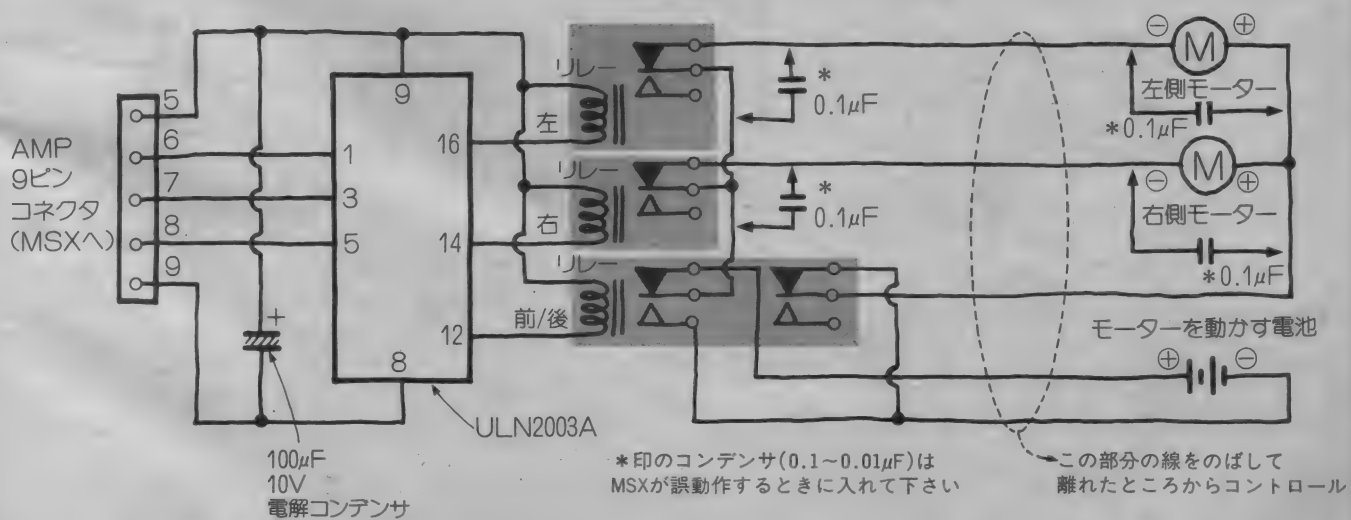 AMP
9ピン
コネクタ
(MSXへ)
5
6
7
8
9
+
100μF
10V
電解コンデンサ
9
1
3
5
16
14
12
8
ULN2003A
リレー
左
リレー
右
リレー
前/後
*
0.1μF
*
0.1μF
⊖ M ⊕
左側モーター
*0.1μF
⊖ M ⊕
右側モーター
*0.1μF
モーターを動かす電池
⊕ ⊖
*印のコンデンサ(0.1~0.01μF)は
MSXが誤動作するときに入れて下さい
この部分の線をのばして
離れたところからコントロール